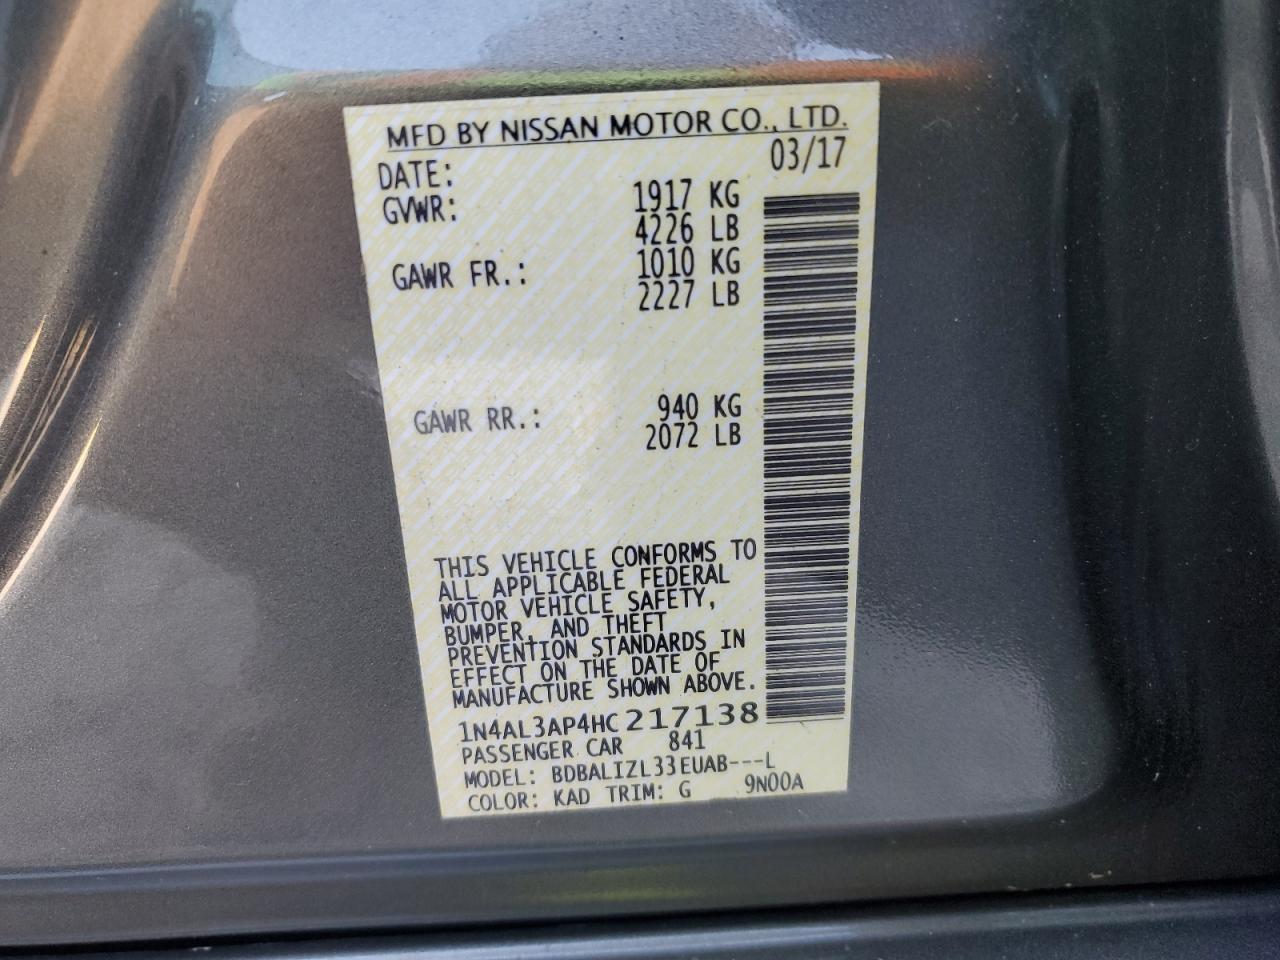 MFD BY NISSAN MOTOR CO., LTD.
DATE: 03/17
GVWR: 1917 KG
4226 LB
GAWR FR.: 1010 KG
2227 LB
GAWR RR.: 940 KG
2072 LB
THIS VEHICLE CONFORMS TO
ALL APPLICABLE FEDERAL
MOTOR VEHICLE SAFETY,
BUMPER, AND THEFT
PREVENTION STANDARDS IN
EFFECT ON THE DATE OF
MANUFACTURE SHOWN ABOVE.
1N4AL3AP4HC217138
PASSENGER CAR 841
MODEL: BDBALIZL33EUAB---L
COLOR: KAD TRIM: G 9N00A